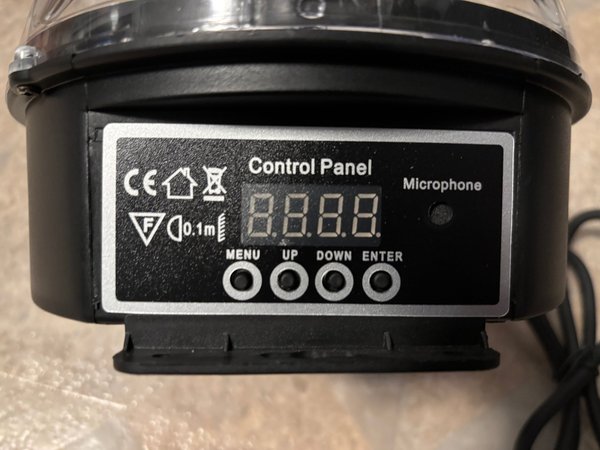 Control Panel
CE
Microphone
F
0.1m
8.8.8.8.
MENU UP DOWN ENTER